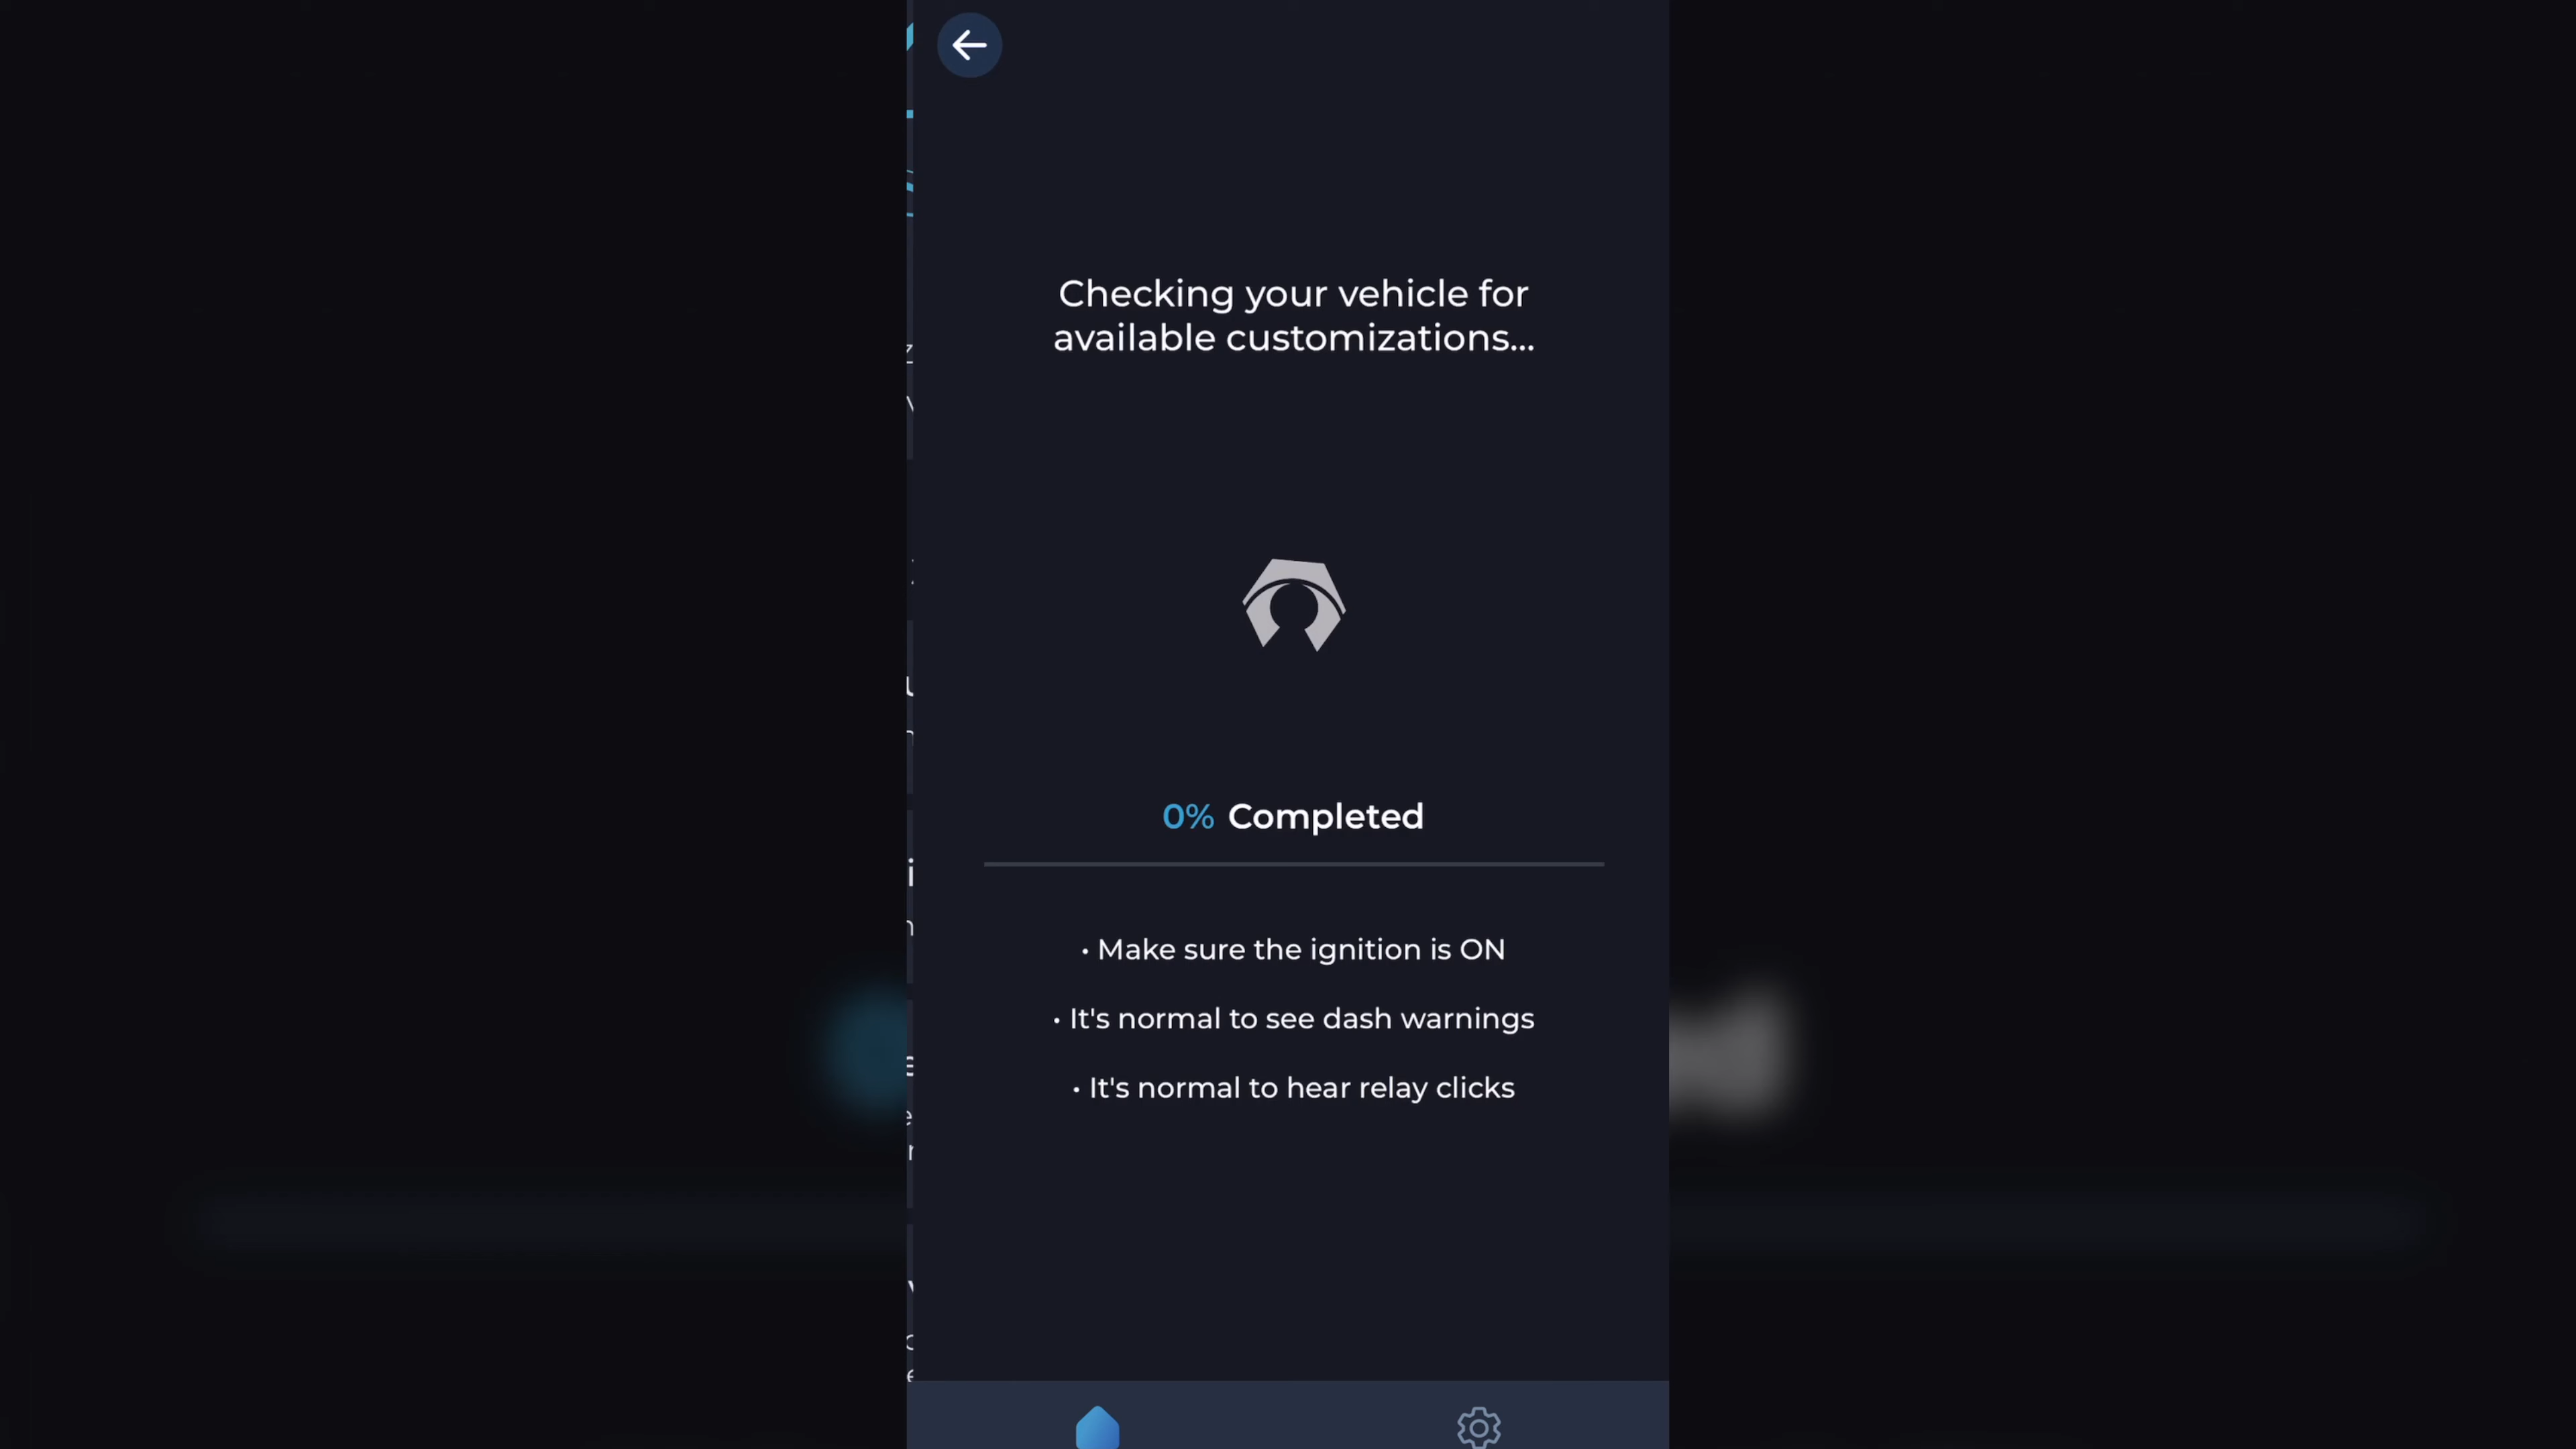 Checking your vehicle for
available customizations...
0% Completed
• Make sure the ignition is ON
• It's normal to see dash warnings
• It's normal to hear relay clicks